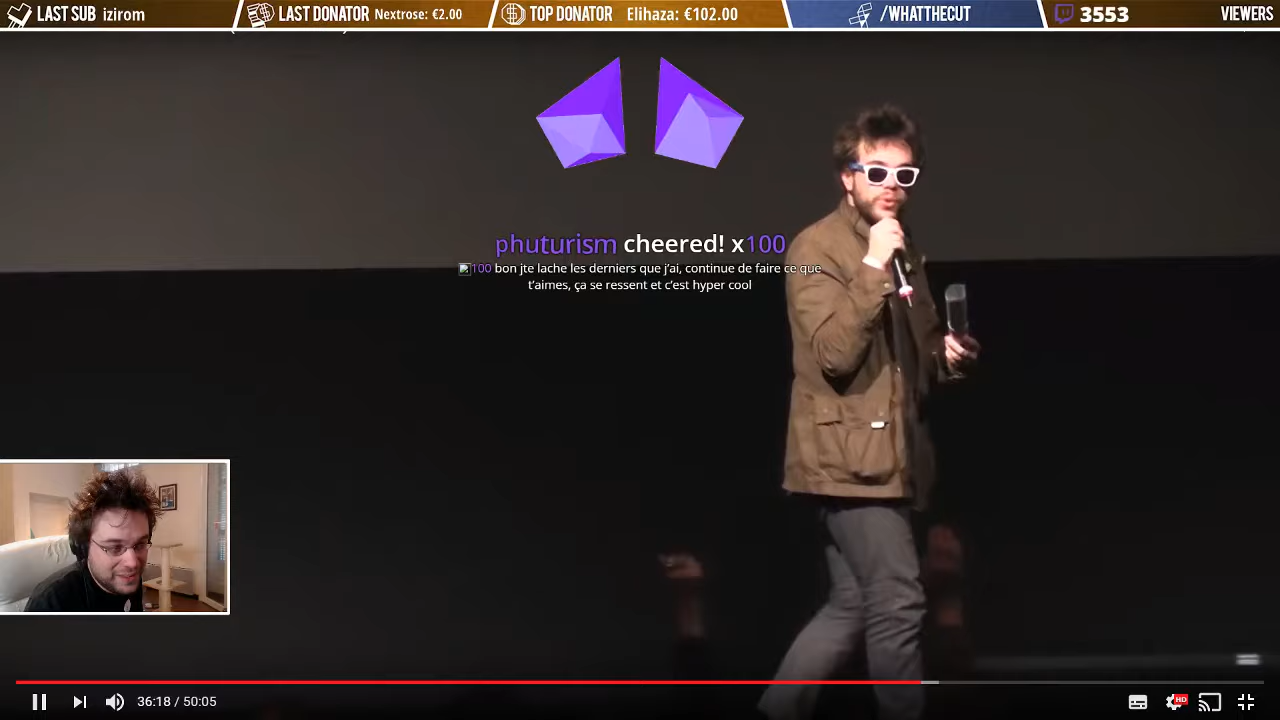 LAST SUB izirom
LAST DONATOR Nextrose: €2.00
TOP DONATOR Elihaza: €102.00
/WHATTHECUT
3553
VIEWERS
phuturism cheered! x100
100 bon jte lache les derniers que j'ai, continue de faire ce que
t'aimes, ça se ressent et c'est hyper cool
36:18 / 50:05
HD